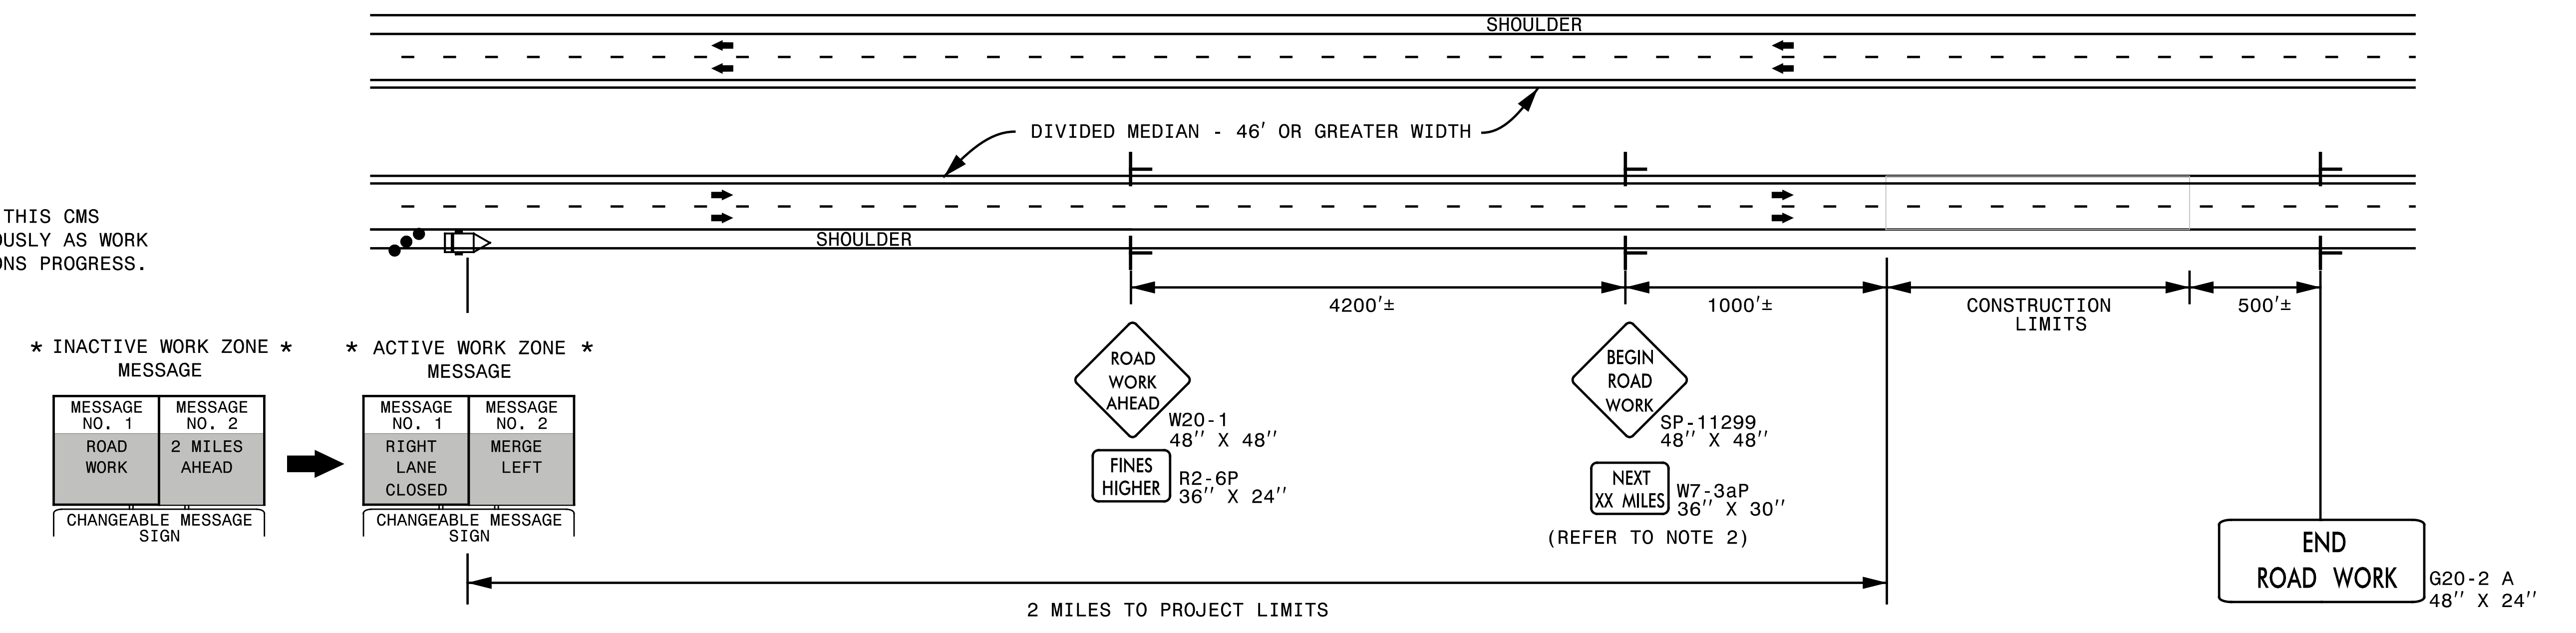 SHOULDER
DIVIDED MEDIAN - 46' OR GREATER WIDTH
THIS CMS
AS WORK
PROGRESS.
SHOULDER
4200'±
1000'±
CONSTRUCTION
LIMITS
500'±
* INACTIVE WORK ZONE *
MESSAGE
MESSAGE NO. 1
MESSAGE NO. 2
ROAD
WORK
2 MILES
AHEAD
CHANGEABLE MESSAGE
SIGN
* ACTIVE WORK ZONE *
MESSAGE
MESSAGE NO. 1
MESSAGE NO. 2
RIGHT
LANE
CLOSED
MERGE
LEFT
CHANGEABLE MESSAGE
SIGN
ROAD
WORK
AHEAD
W20-1
48'' X 48''
FINES
HIGHER
R2-6P
36'' X 24''
BEGIN
ROAD
WORK
SP-11299
48'' X 48''
NEXT
XX MILES
W7-3aP
36'' X 30''
(REFER TO NOTE 2)
END
ROAD WORK
G20-2 A
48'' X 24''
2 MILES TO PROJECT LIMITS